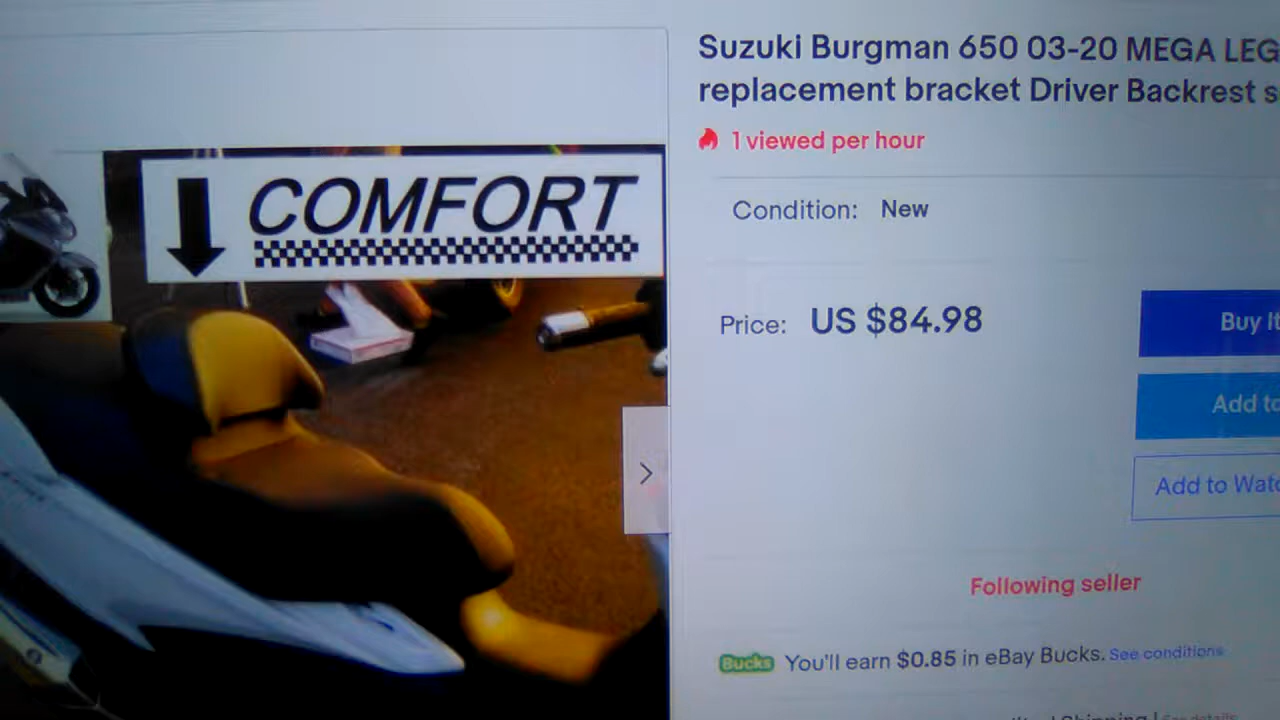 Suzuki Burgman 650 03-20 MEGA LEG
replacement bracket Driver Backrest s
1 viewed per hour
COMFORT
Condition: New
Price: US $84.98
Buy It
Add to
Add to Watc
Following seller
Bucks You'll earn $0.85 in eBay Bucks. See conditions